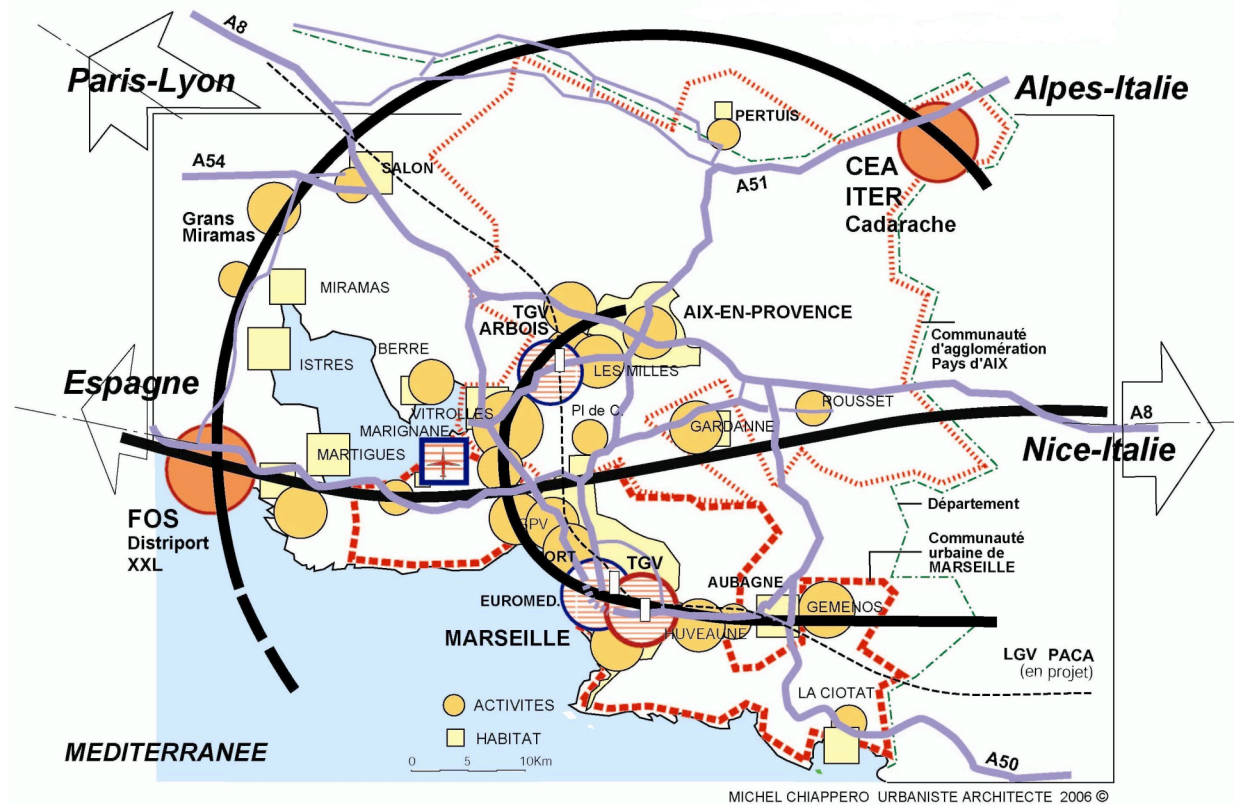 A8
Paris-Lyon
Alpes-Italie
PERTUIS
A54
SALON
A51
CEA
ITER
Cadarache
Grans
Miramas
MIRAMAS
TGV
ARBOIS
AIX-EN-PROVENCE
Communauté
d'agglomération
Pays d'AIX
ISTRES
BERRE
LES MILLES
Espagne
VITROLLES
Pl de C.
ROUSSET
A8
GARDANNE
MARIGNANE
Nice-Italie
MARTIGUES
Département
FOS
Distriport
XXL
GPV
Communauté
urbaine de
MARSEILLE
ORT
TGV
AUBAGNE
EUROMED.
GEMENOS
MARSEILLE
HUVEAUNE
LGV PACA
(en projet)
LA CIOTAT
ACTIVITES
HABITAT
MEDITERRANEE
0 5 10Km
A50
MICHEL CHIAPPERO URBANISTE ARCHITECTE 2006 ©